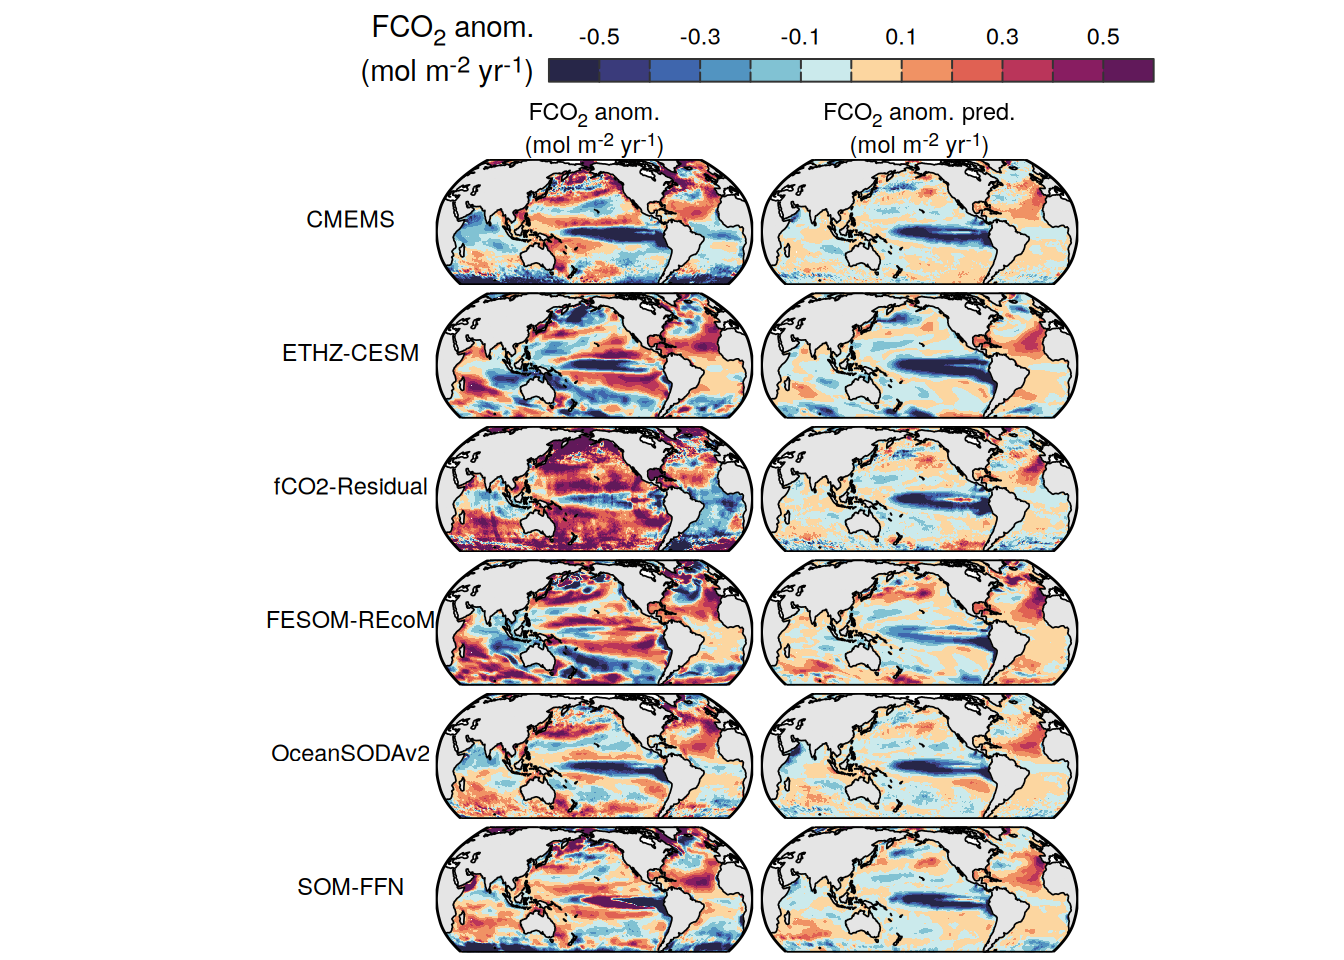 FCO2 anom.
(mol m-2 yr-1)
-0.5 -0.3 -0.1 0.1 0.3 0.5
FCO2 anom.
(mol m-2 yr-1)
FCO2 anom. pred.
(mol m-2 yr-1)
CMEMS
ETHZ-CESM
fCO2-Residual
FESOM-REcoM
OceanSODAv2
SOM-FFN